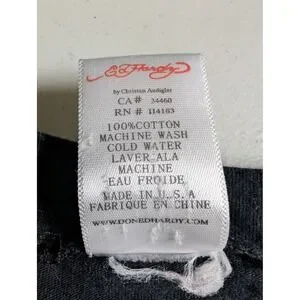 Ed Hardy
by Christian Audigier
CA# 34460
RN# 114163
100%COTTON
MACHINE WASH
COLD WATER
LAVER ALA
MACHINE
EAU FROIDE
MADE IN U.S.A
FABRIQUE EN CHINE
WWW.DONEDHARDY.COM